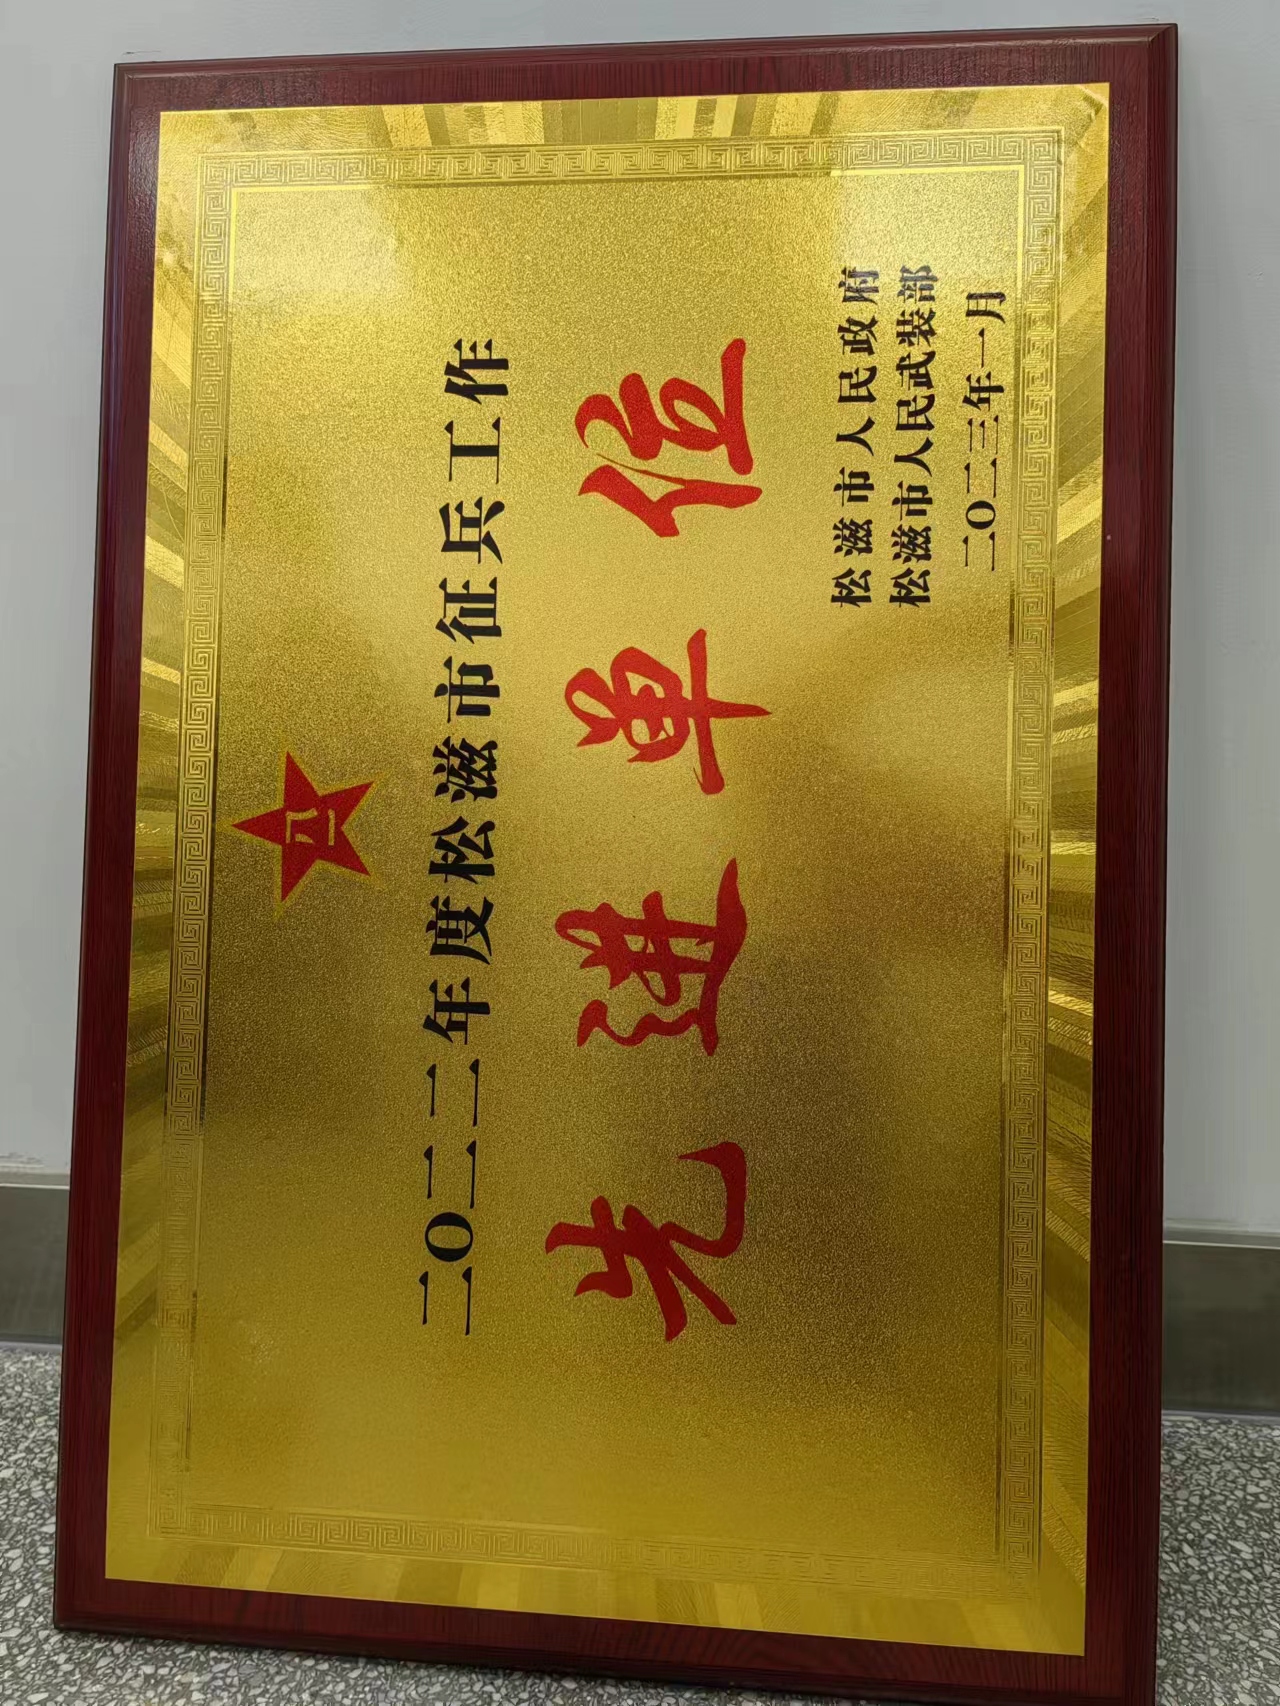 八一
二〇二二年度松滋市征兵工作
先进单位
松滋市人民政府
松滋市人民武装部
二〇二三年一月